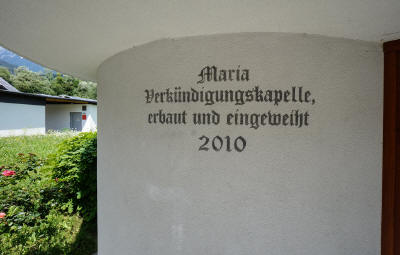 Maria
Verkündigungskapelle,
erbaut und eingeweiht
2010